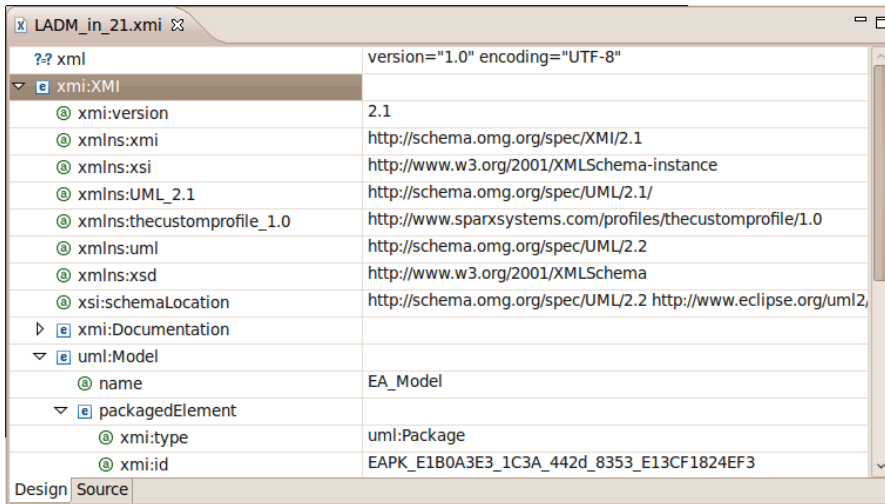 LADM_in_21.xmi
?=? xml version="1.0" encoding="UTF-8"
e xmi:XMI
a xmi:version 2.1
a xmlns:xmi http://schema.omg.org/spec/XMI/2.1
a xmlns:xsi http://www.w3.org/2001/XMLSchema-instance
a xmlns:UML_2.1 http://schema.omg.org/spec/UML/2.1/
a xmlns:thecustomprofile_1.0 http://www.sparxsystems.com/profiles/thecustomprofile/1.0
a xmlns:uml http://schema.omg.org/spec/UML/2.2
a xmlns:xsd http://www.w3.org/2001/XMLSchema
a xsi:schemaLocation http://schema.omg.org/spec/UML/2.2 http://www.eclipse.org/uml2/
e xmi:Documentation
e uml:Model
a name EA_Model
e packagedElement
a xmi:type uml:Package
a xmi:id EAPK_E1B0A3E3_1C3A_442d_8353_E13CF1824EF3
Design Source